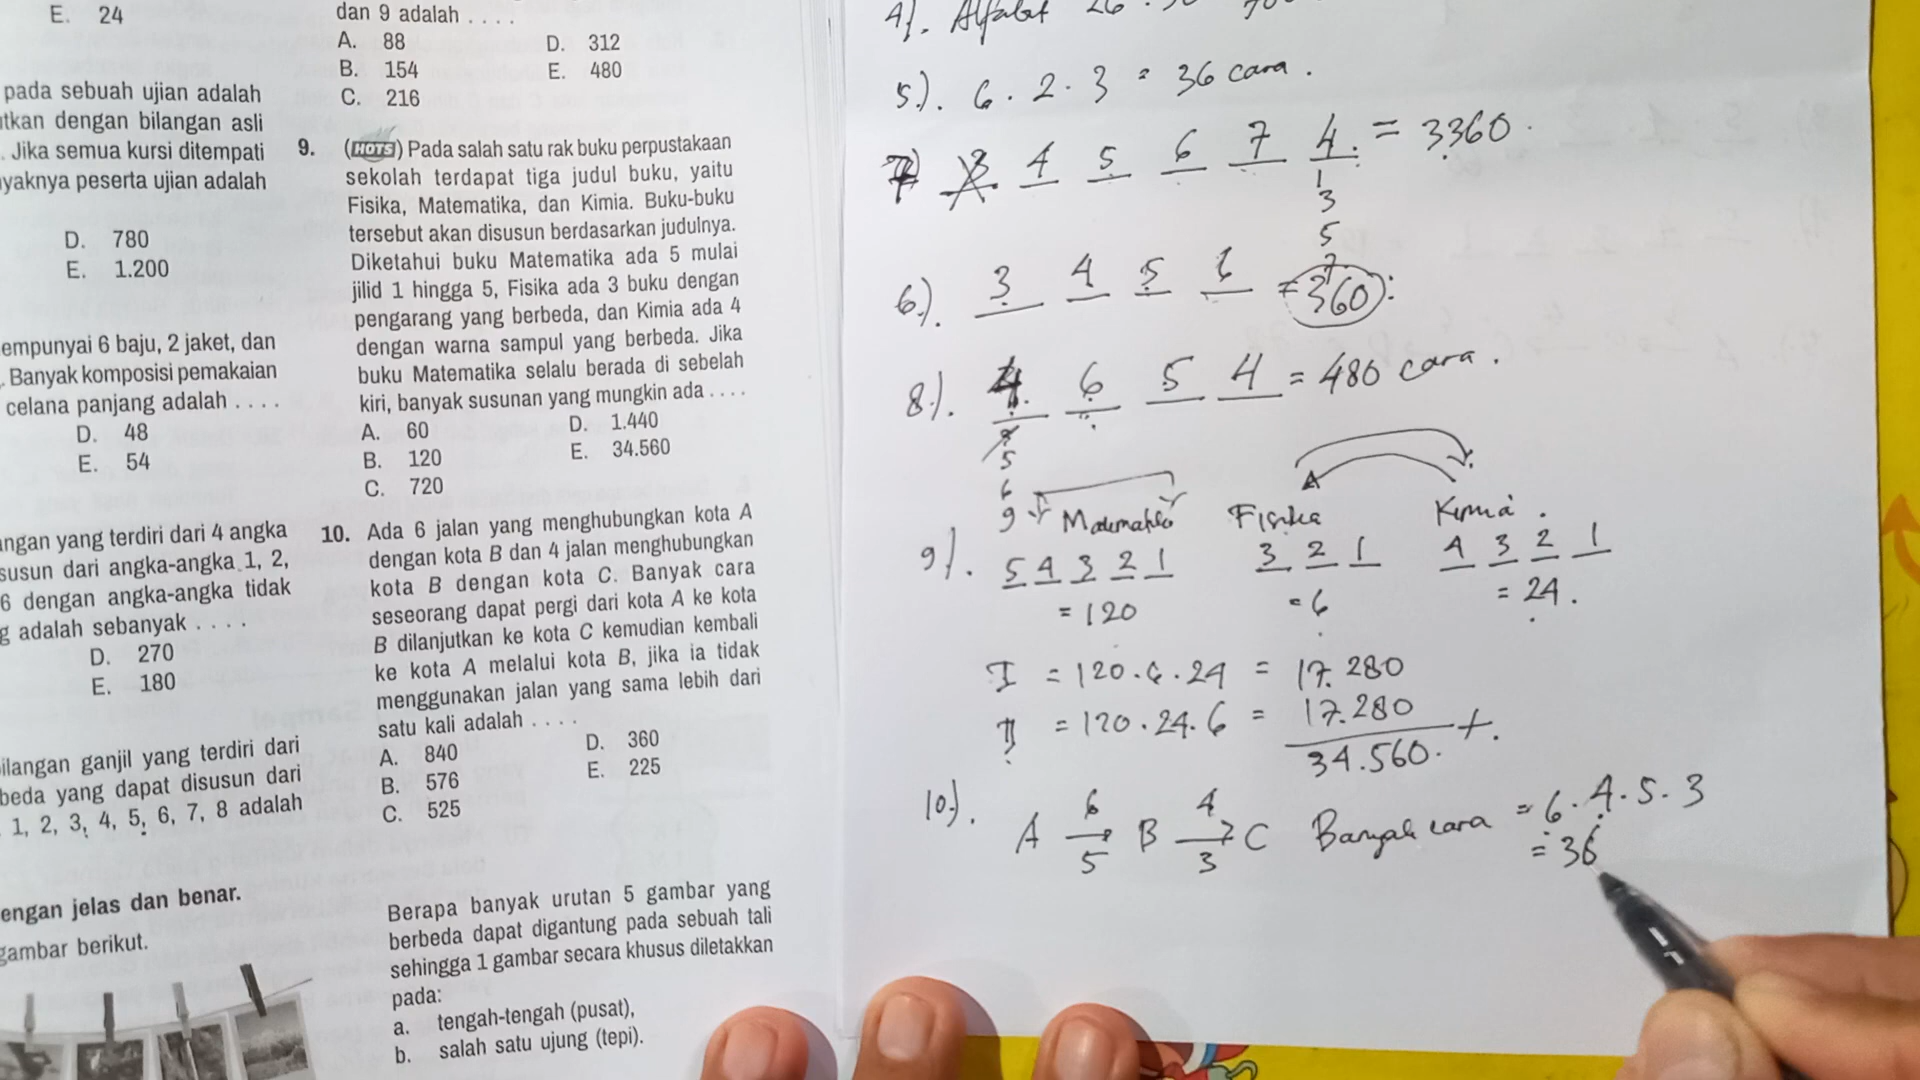 E. 24
pada sebuah ujian adalah
tkan dengan bilangan asli
. Jika semua kursi ditempati
yaknya peserta ujian adalah
D. 780
E. 1.200
empunyai 6 baju, 2 jaket, dan
. Banyak komposisi pemakaian
celana panjang adalah . . . .
D. 48
E. 54
angan yang terdiri dari 4 angka
susun dari angka-angka 1, 2,
6 dengan angka-angka tidak
g adalah sebanyak . . . .
D. 270
E. 180
ilangan ganjil yang terdiri dari
beda yang dapat disusun dari
1, 2, 3, 4, 5, 6, 7, 8 adalah
engan jelas dan benar.
gambar berikut.
dan 9 adalah . . . .
A. 88
D. 312
B. 154
E. 480
C. 216
9. (HOTS) Pada salah satu rak buku perpustakaan
sekolah terdapat tiga judul buku, yaitu
Fisika, Matematika, dan Kimia. Buku-buku
tersebut akan disusun berdasarkan judulnya.
Diketahui buku Matematika ada 5 mulai
jilid 1 hingga 5, Fisika ada 3 buku dengan
pengarang yang berbeda, dan Kimia ada 4
dengan warna sampul yang berbeda. Jika
buku Matematika selalu berada di sebelah
kiri, banyak susunan yang mungkin ada . . . .
A. 60
D. 1.440
B. 120
E. 34.560
C. 720
10. Ada 6 jalan yang menghubungkan kota A
dengan kota B dan 4 jalan menghubungkan
kota B dengan kota C. Banyak cara
seseorang dapat pergi dari kota A ke kota
B dilanjutkan ke kota C kemudian kembali
ke kota A melalui kota B, jika ia tidak
menggunakan jalan yang sama lebih dari
satu kali adalah . . . .
A. 840
D. 360
B. 576
E. 225
C. 525
Berapa banyak urutan 5 gambar yang
berbeda dapat digantung pada sebuah tali
sehingga 1 gambar secara khusus diletakkan
pada:
a. tengah-tengah (pusat),
b. salah satu ujung (tepi).
4). Alfabet 26
5). 6 . 2 . 3 = 36 cara .
7) 3 4 5 6 7 4 = 3360
1
3
5
7
6). 3 4 5 6 = 360
8). 4 6 5 4 = 480 cara .
5
6
9
Matematika Fisika Kimia
9). 5 4 3 2 1 3 2 1 4 3 2 1
= 120 = 6 = 24 .
I = 120 . 6 . 24 = 17.280
II = 120 . 24 . 6 = 17.280 +
34.560
10). A 6 → B 4 → C Banyak cara = 6 . 4 . 5 . 3
5 3 = 36